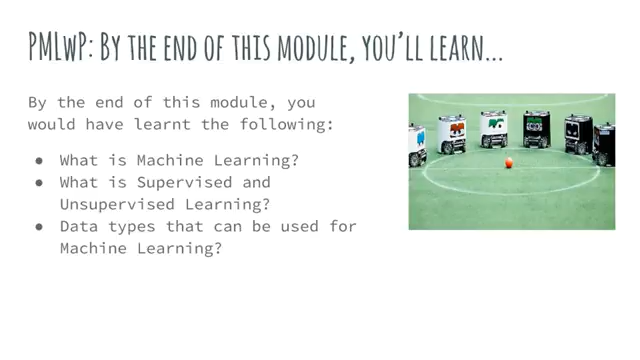 PMLwP: By the end of this module, you'll learn...
By the end of this module, you
would have learnt the following:
● What is Machine Learning?
● What is Supervised and
Unsupervised Learning?
● Data types that can be used for
Machine Learning?